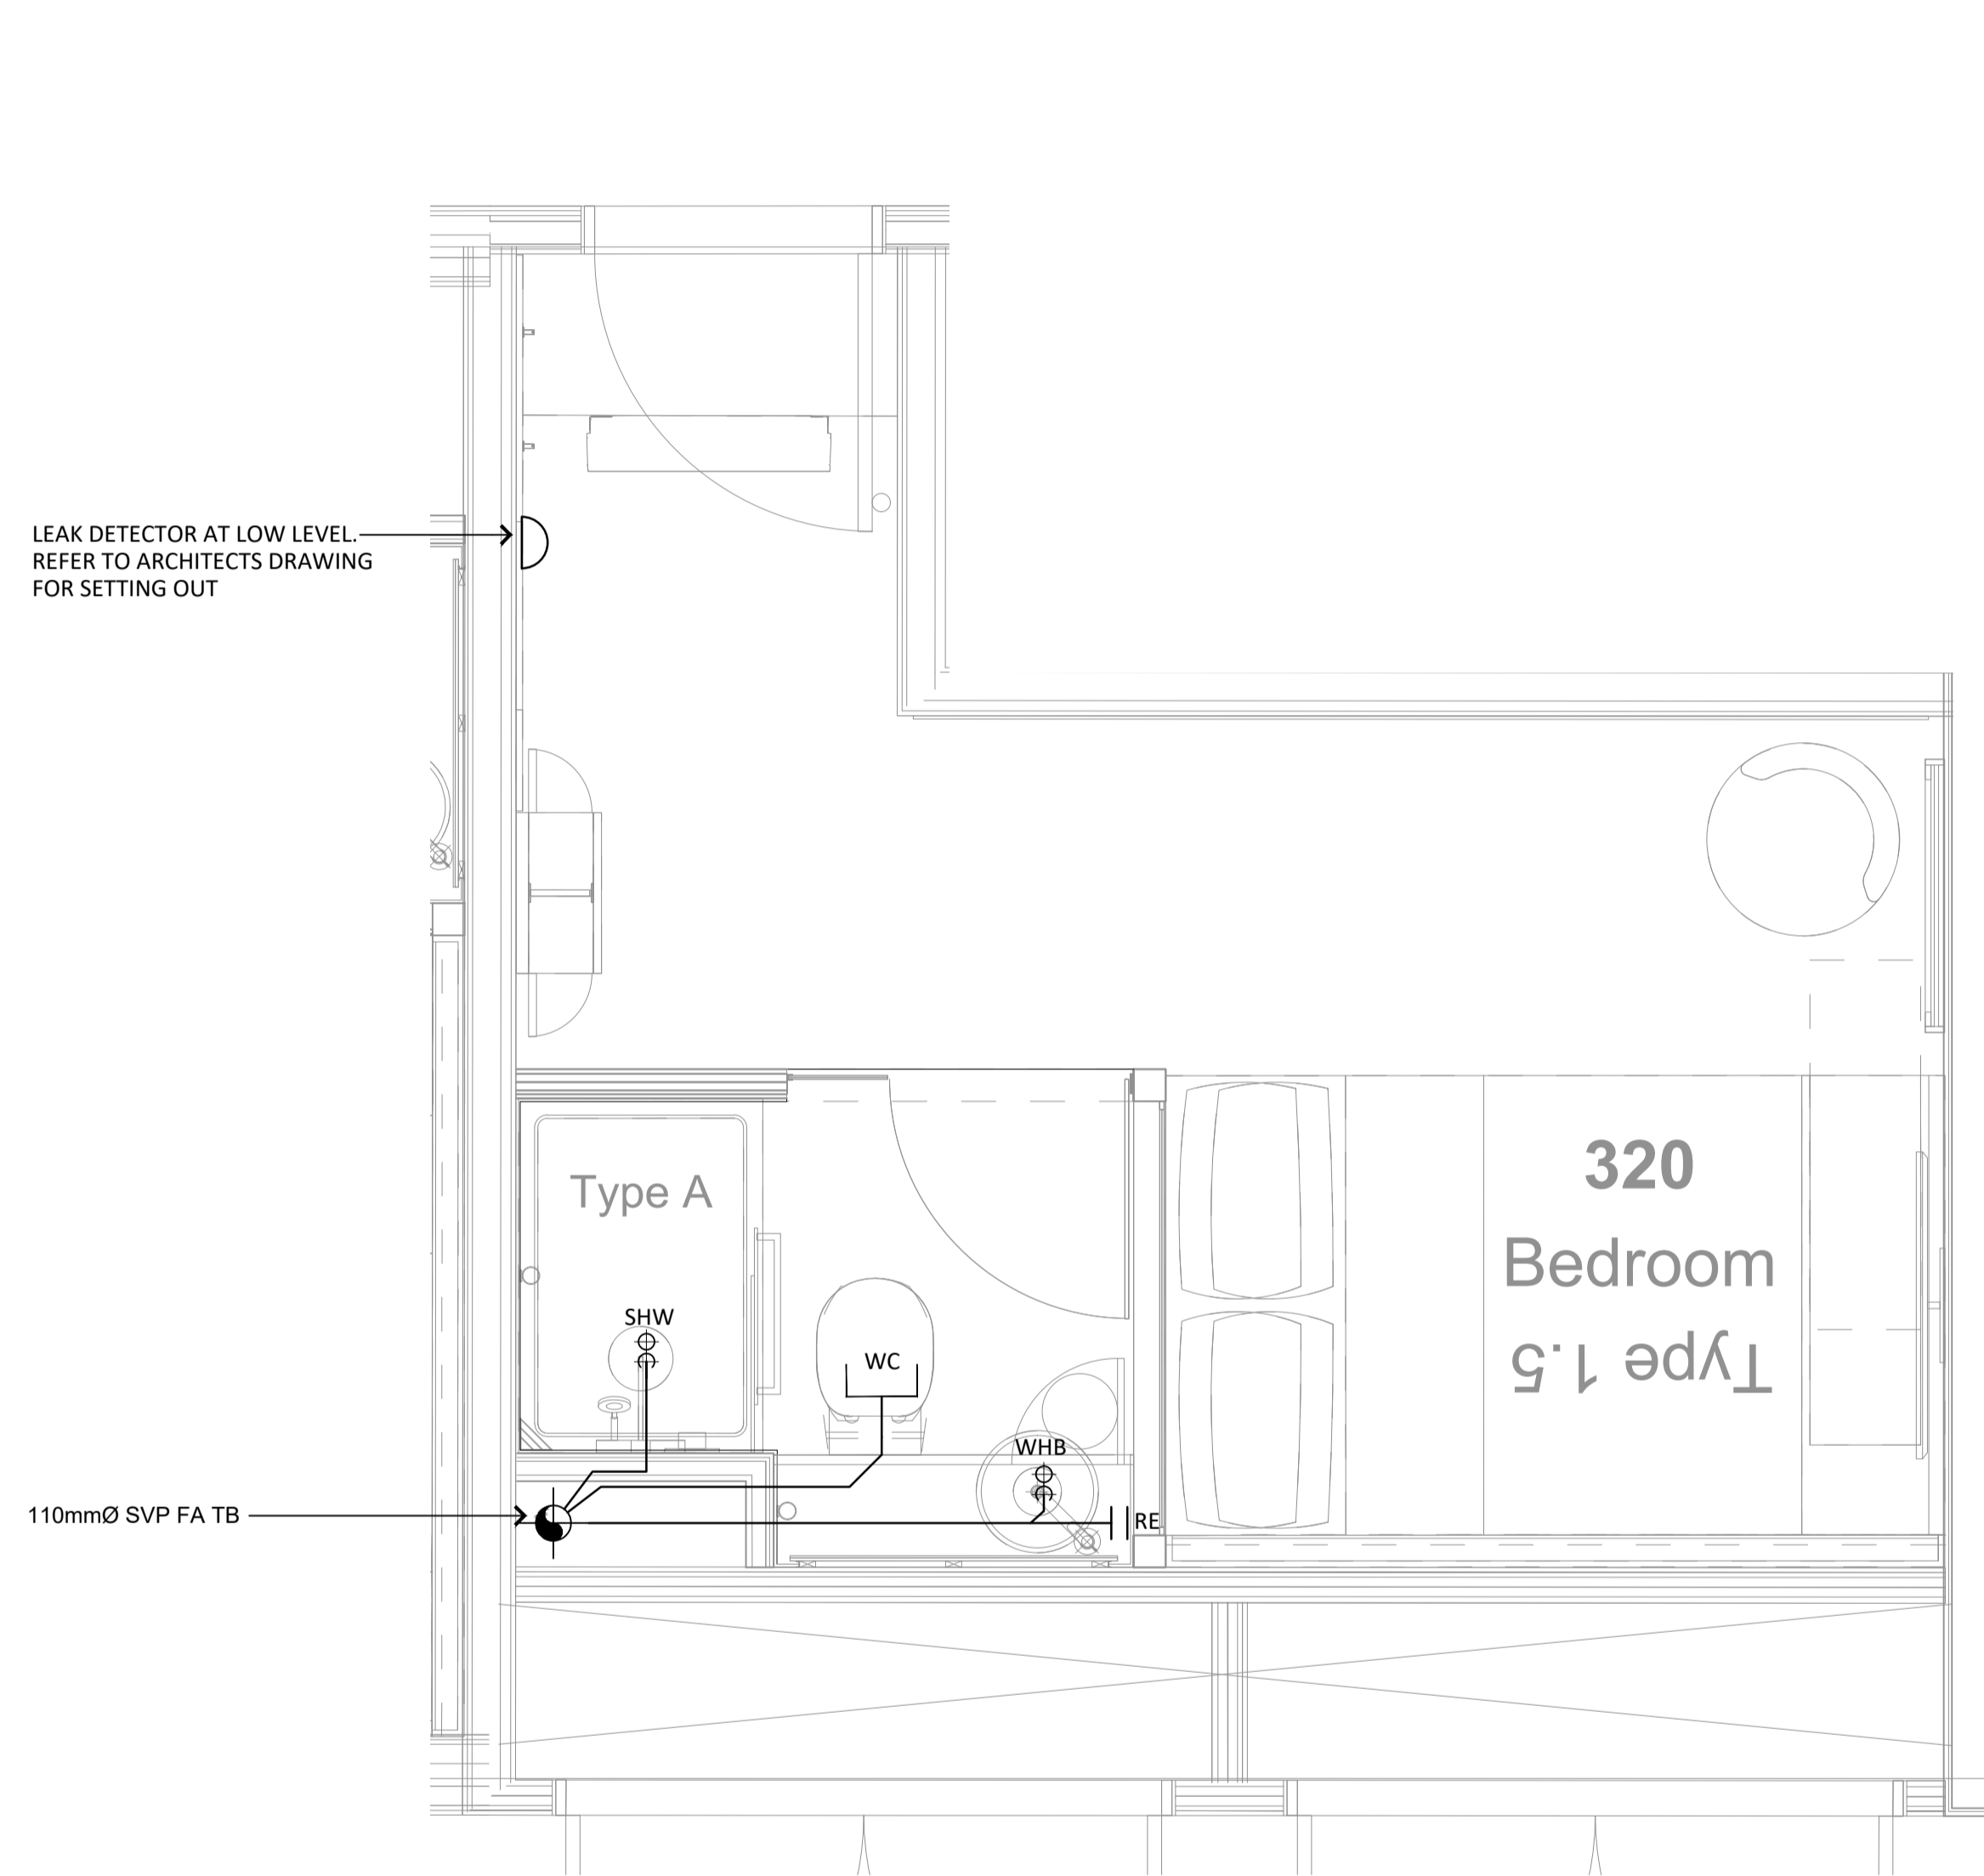 LEAK DETECTOR AT LOW LEVEL.
REFER TO ARCHITECTS DRAWING
FOR SETTING OUT
Type A
320
Bedroom
Type 1.5
SHW
WC
WHB
110mmØ SVP FA TB
RE